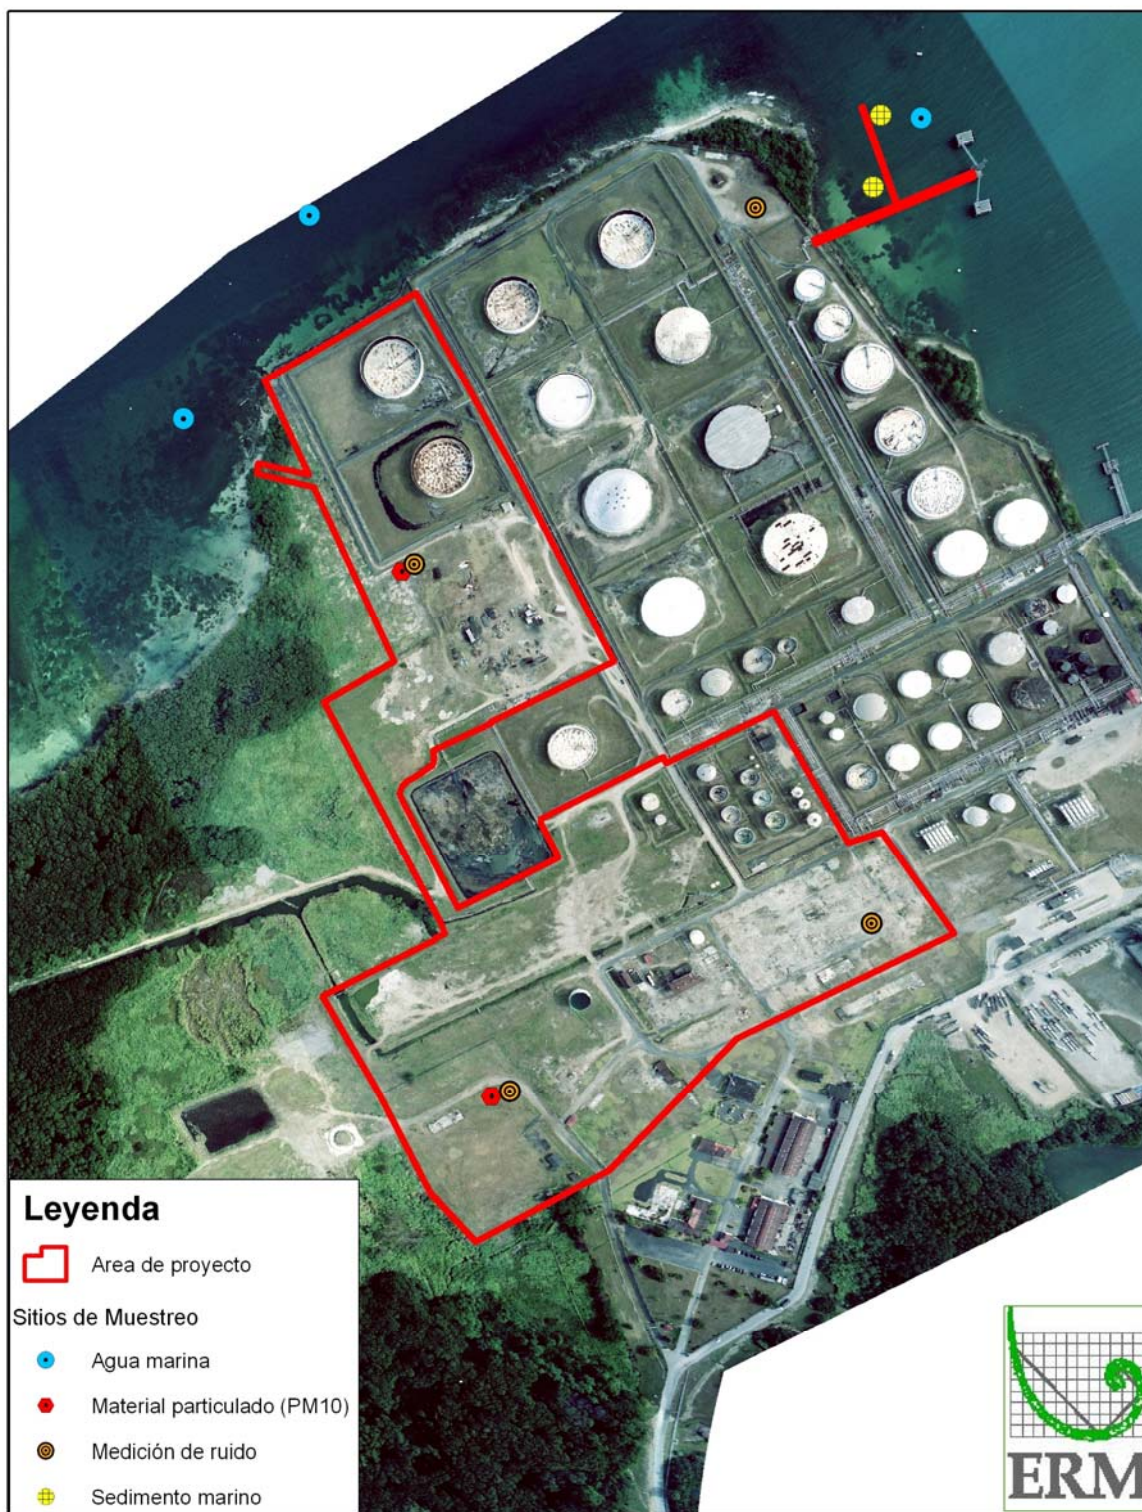 Leyenda
Area de proyecto
Sitios de Muestreo
Agua marina
Material particulado (PM10)
Medición de ruido
Sedimento marino
ERM